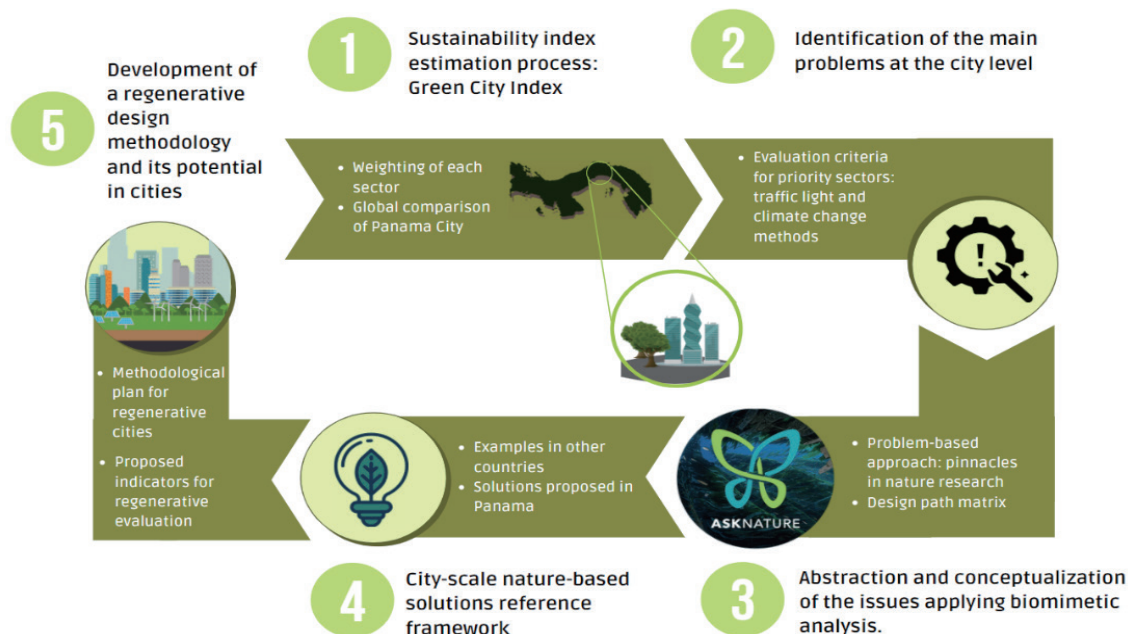 1
Sustainability index
estimation process:
Green City Index
• Weighting of each
sector
• Global comparison
of Panama City
2
Identification of the main
problems at the city level
• Evaluation criteria
for priority sectors:
traffic light and
climate change
methods
!
3
Abstraction and conceptualization
of the issues applying biomimetic
analysis.
• Problem-based
approach: pinnacles
in nature research
• Design path matrix
ASKNATURE
4
City-scale nature-based
solutions reference
framework
• Examples in other
countries
• Solutions proposed in
Panama
5
Development of
a regenerative
design
methodology
and its potential
in cities
• Methodological
plan for
regenerative
cities
• Proposed
indicators for
regenerative
evaluation